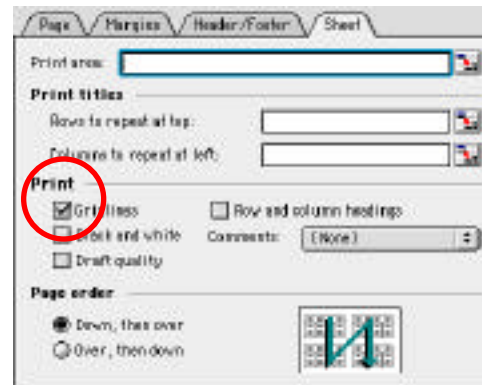 Page Margins Header/Footer Sheet
Print area:
Print titles
Rows to repeat at top:
Columns to repeat at left:
Print
Gridlines Row and column headings
Black and white Comments: (None)
Draft quality
Page order
Down, then over
Over, then down